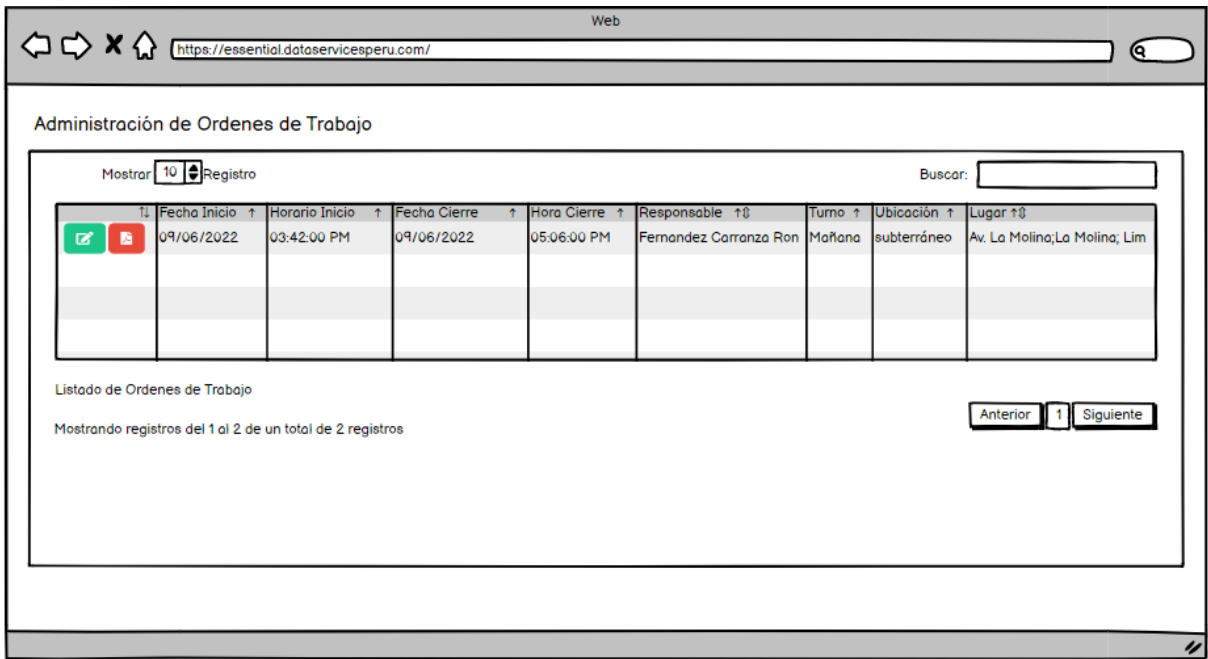 Web
https://essential.dataservicesperu.com/
Administración de Ordenes de Trabajo
Mostrar 10 Registro Buscar:
Fecha Inicio Horario Inicio Fecha Cierre Hora Cierre Responsable Turno Ubicación Lugar
09/06/2022 03:42:00 PM 09/06/2022 05:06:00 PM Fernandez Carranza Ron Mañana subterráneo Av. La Molina;La Molina; Lim
Listado de Ordenes de Trabajo
Anterior 1 Siguiente
Mostrando registros del 1 al 2 de un total de 2 registros